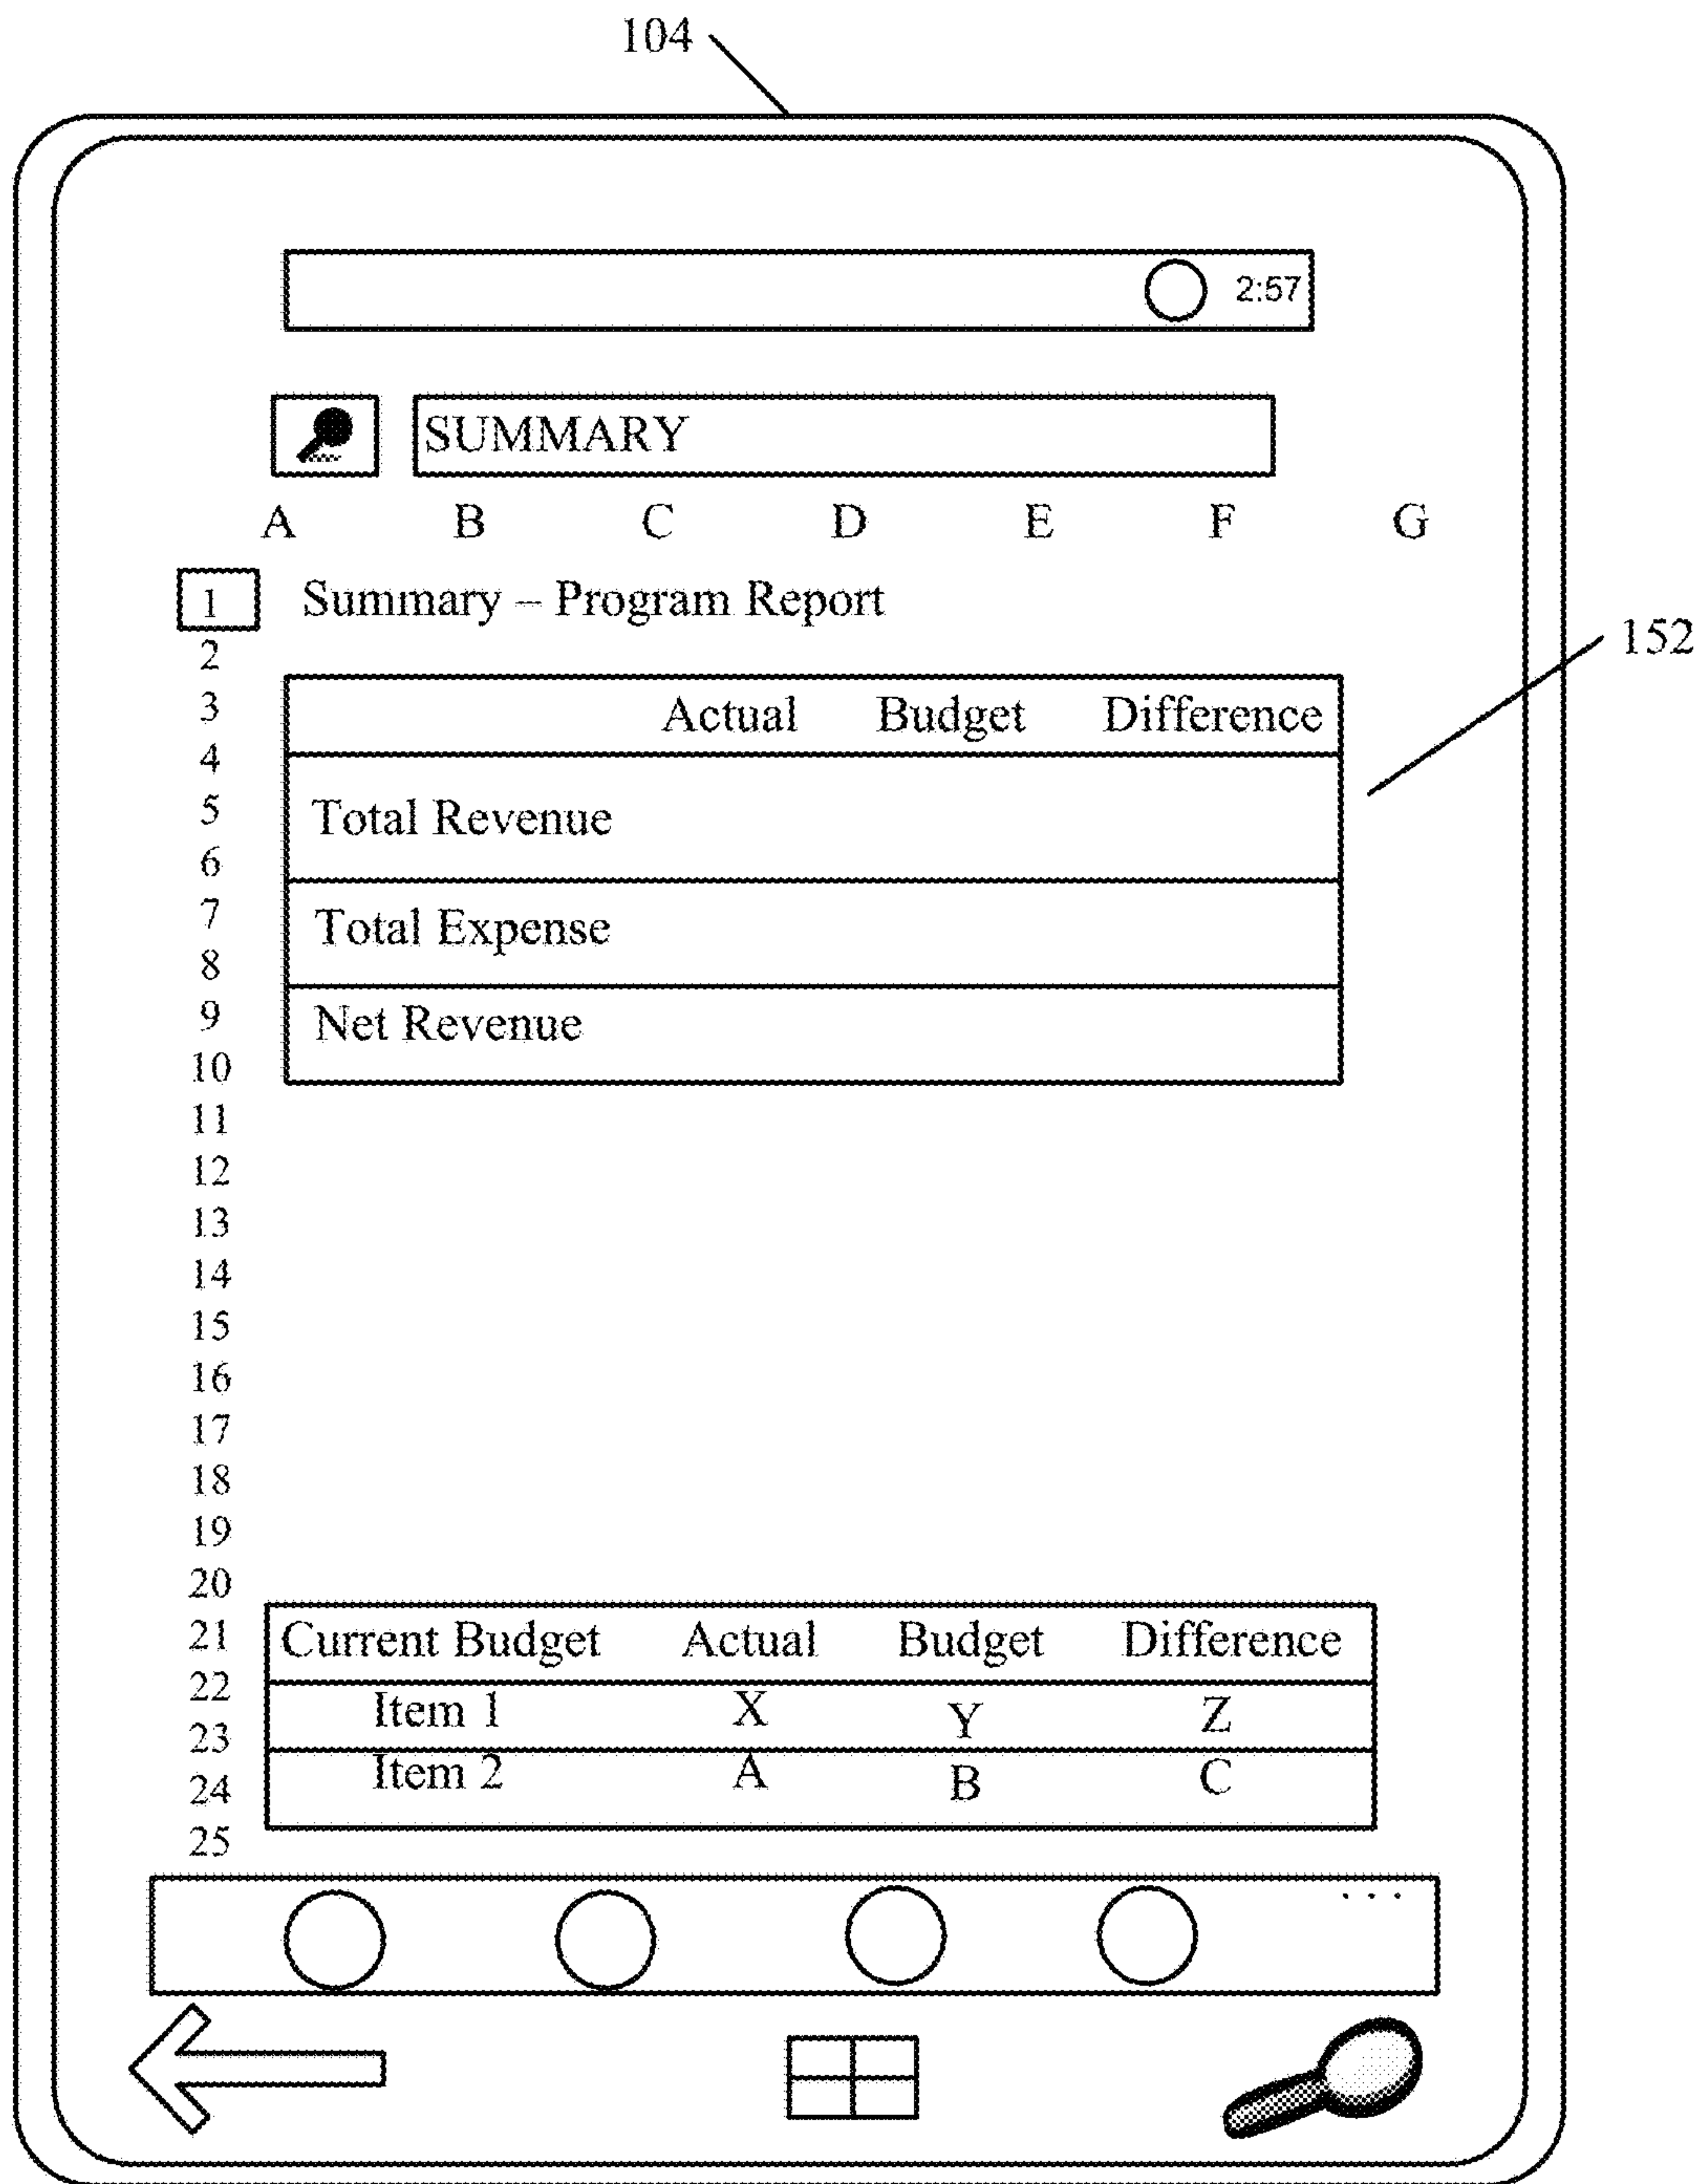 104
2:57
SUMMARY
A B C D E F G
1 Summary – Program Report
152
2
3 Actual Budget Difference
4
5 Total Revenue
6
7 Total Expense
8
9 Net Revenue
10
11
12
13
14
15
16
17
18
19
20
21 Current Budget Actual Budget Difference
22 Item 1 X Y Z
23
24 Item 2 A B C
25
. . .